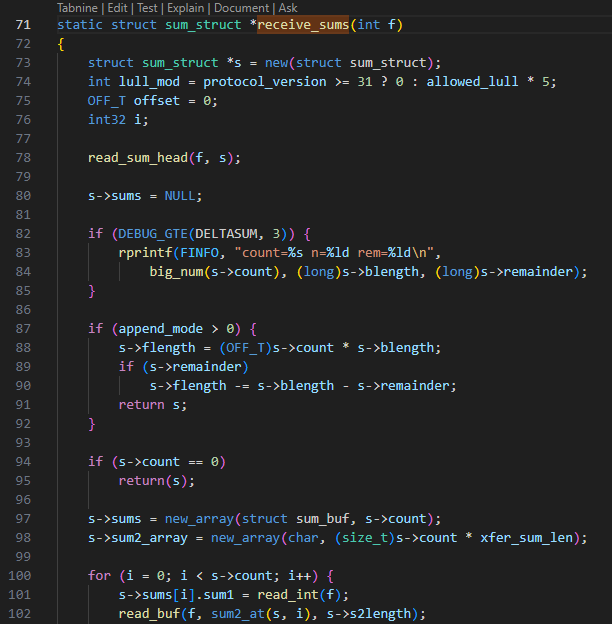 Tabnine | Edit | Test | Explain | Document | Ask
71 static struct sum_struct *receive_sums(int f)
72 {
73     struct sum_struct *s = new(struct sum_struct);
74     int lull_mod = protocol_version >= 31 ? 0 : allowed_lull * 5;
75     OFF_T offset = 0;
76     int32 i;
77
78     read_sum_head(f, s);
79
80     s->sums = NULL;
81
82     if (DEBUG_GTE(DELTASUM, 3)) {
83         rprintf(FINFO, "count=%s n=%ld rem=%ld\n",
84             big_num(s->count), (long)s->blength, (long)s->remainder);
85     }
86
87     if (append_mode > 0) {
88         s->flength = (OFF_T)s->count * s->blength;
89         if (s->remainder)
90             s->flength -= s->blength - s->remainder;
91         return s;
92     }
93
94     if (s->count == 0)
95         return(s);
96
97     s->sums = new_array(struct sum_buf, s->count);
98     s->sum2_array = new_array(char, (size_t)s->count * xfer_sum_len);
99
100     for (i = 0; i < s->count; i++) {
101         s->sums[i].sum1 = read_int(f);
102         read_buf(f, sum2_at(s, i), s->s2length);